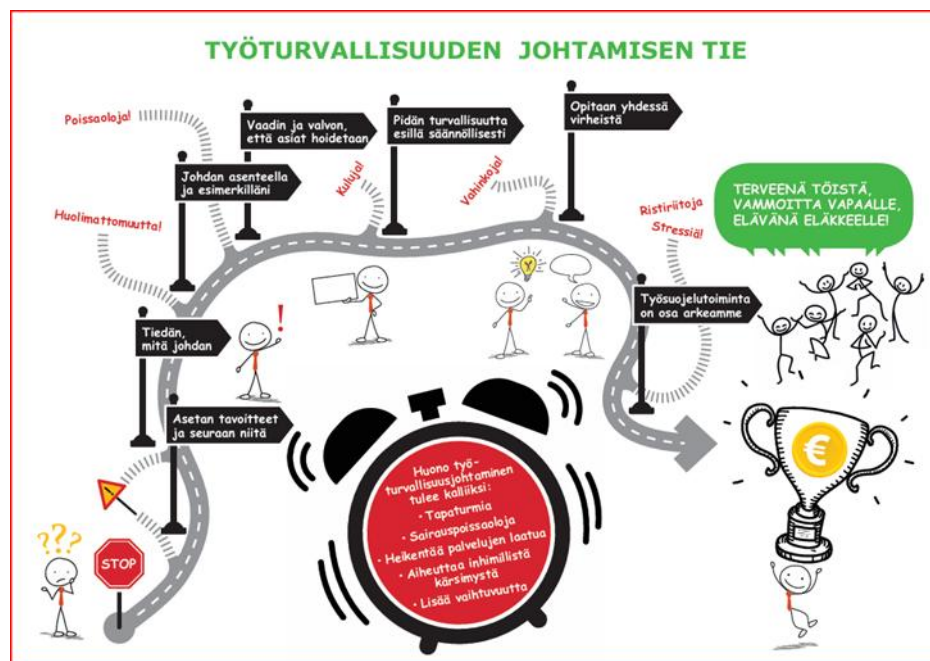 TYÖTURVALLISUUDEN JOHTAMISEN TIE
Poissaoloja!
Vaadin ja valvon,
että asiat hoidetaan
Pidän turvallisuutta
esillä säännöllisesti
Opitaan yhdessä
virheistä
Johdan asenteella
ja esimerkilläni
Kuluja!
Vahinkoja!
Huolimattomuutta!
Ristiriitoja
Stressiä!
TERVEENÄ TÖISTÄ,
VAMMOITTA VAPAALLE,
ELÄVÄNÄ ELÄKKEELLE!
Tiedän,
mitä johdan
!
Työsuojelutoiminta
on osa arkeamme
Asetan tavoitteet
ja seuraan niitä
???
STOP
Huono työ-
turvallisuusjohtaminen
tulee kalliiksi:
• Tapaturmia
• Sairauspoissaoloja
• Heikentää palvelujen laatua
• Aiheuttaa inhimillistä
kärsimystä
• Lisää vaihtuvuutta
€